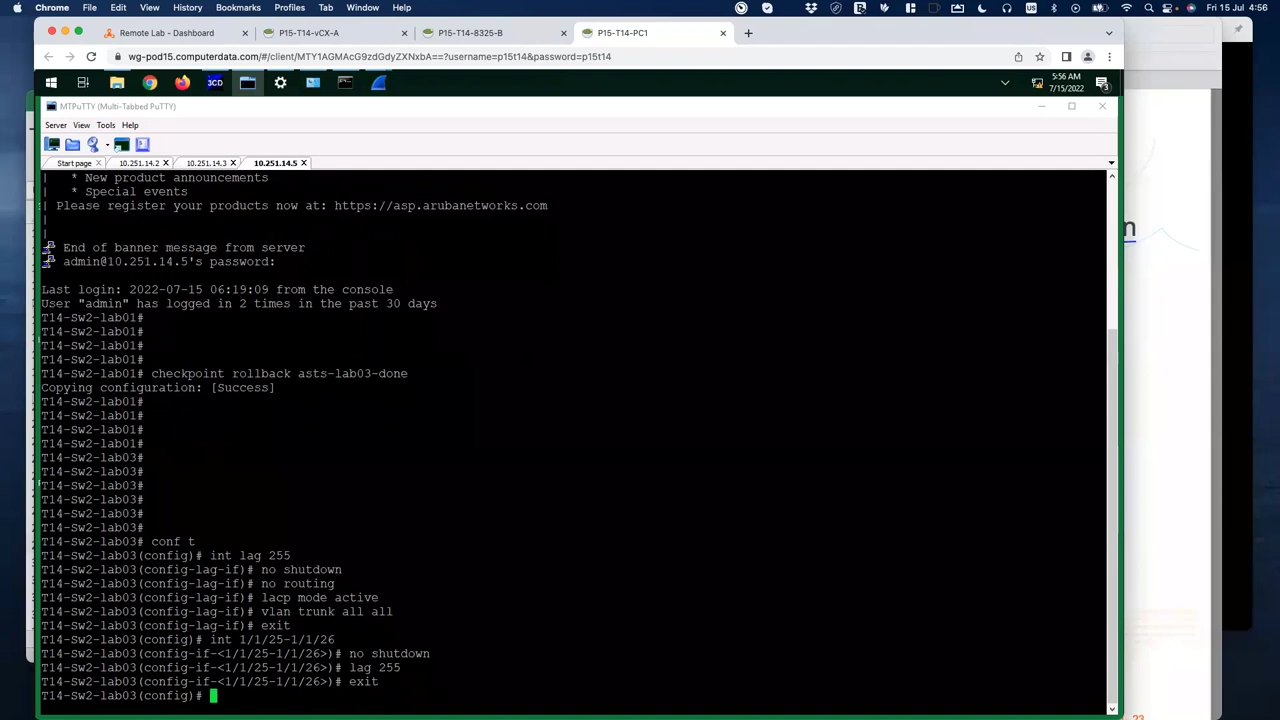 Chrome File Edit View History Bookmarks Profiles Tab Window Help Fri 15 Jul 4:56
Remote Lab - Dashboard P15-T14-vCX-A P15-T14-8325-B P15-T14-PC1
wg-pod15.computerdata.com/#/client/MTY1AGMAcG9zdGdyZXNxbA==?username=p15t14&password=p15t14
5:56 AM
7/15/2022
MTPuTTY (Multi-Tabbed PuTTY)
Server View Tools Help
Start page 10.251.14.2 10.251.14.3 10.251.14.5
| * New product announcements
| * Special events
| Please register your products now at: https://asp.arubanetworks.com
|
|
End of banner message from server
admin@10.251.14.5's password:
Last login: 2022-07-15 06:19:09 from the console
User "admin" has logged in 2 times in the past 30 days
T14-Sw2-lab01#
T14-Sw2-lab01#
T14-Sw2-lab01#
T14-Sw2-lab01#
T14-Sw2-lab01# checkpoint rollback asts-lab03-done
Copying configuration: [Success]
T14-Sw2-lab01#
T14-Sw2-lab01#
T14-Sw2-lab01#
T14-Sw2-lab01#
T14-Sw2-lab03#
T14-Sw2-lab03#
T14-Sw2-lab03#
T14-Sw2-lab03#
T14-Sw2-lab03#
T14-Sw2-lab03#
T14-Sw2-lab03# conf t
T14-Sw2-lab03(config)# int lag 255
T14-Sw2-lab03(config-lag-if)# no shutdown
T14-Sw2-lab03(config-lag-if)# no routing
T14-Sw2-lab03(config-lag-if)# lacp mode active
T14-Sw2-lab03(config-lag-if)# vlan trunk all all
T14-Sw2-lab03(config-lag-if)# exit
T14-Sw2-lab03(config)# int 1/1/25-1/1/26
T14-Sw2-lab03(config-if-<1/1/25-1/1/26>)# no shutdown
T14-Sw2-lab03(config-if-<1/1/25-1/1/26>)# lag 255
T14-Sw2-lab03(config-if-<1/1/25-1/1/26>)# exit
T14-Sw2-lab03(config)#
n
23